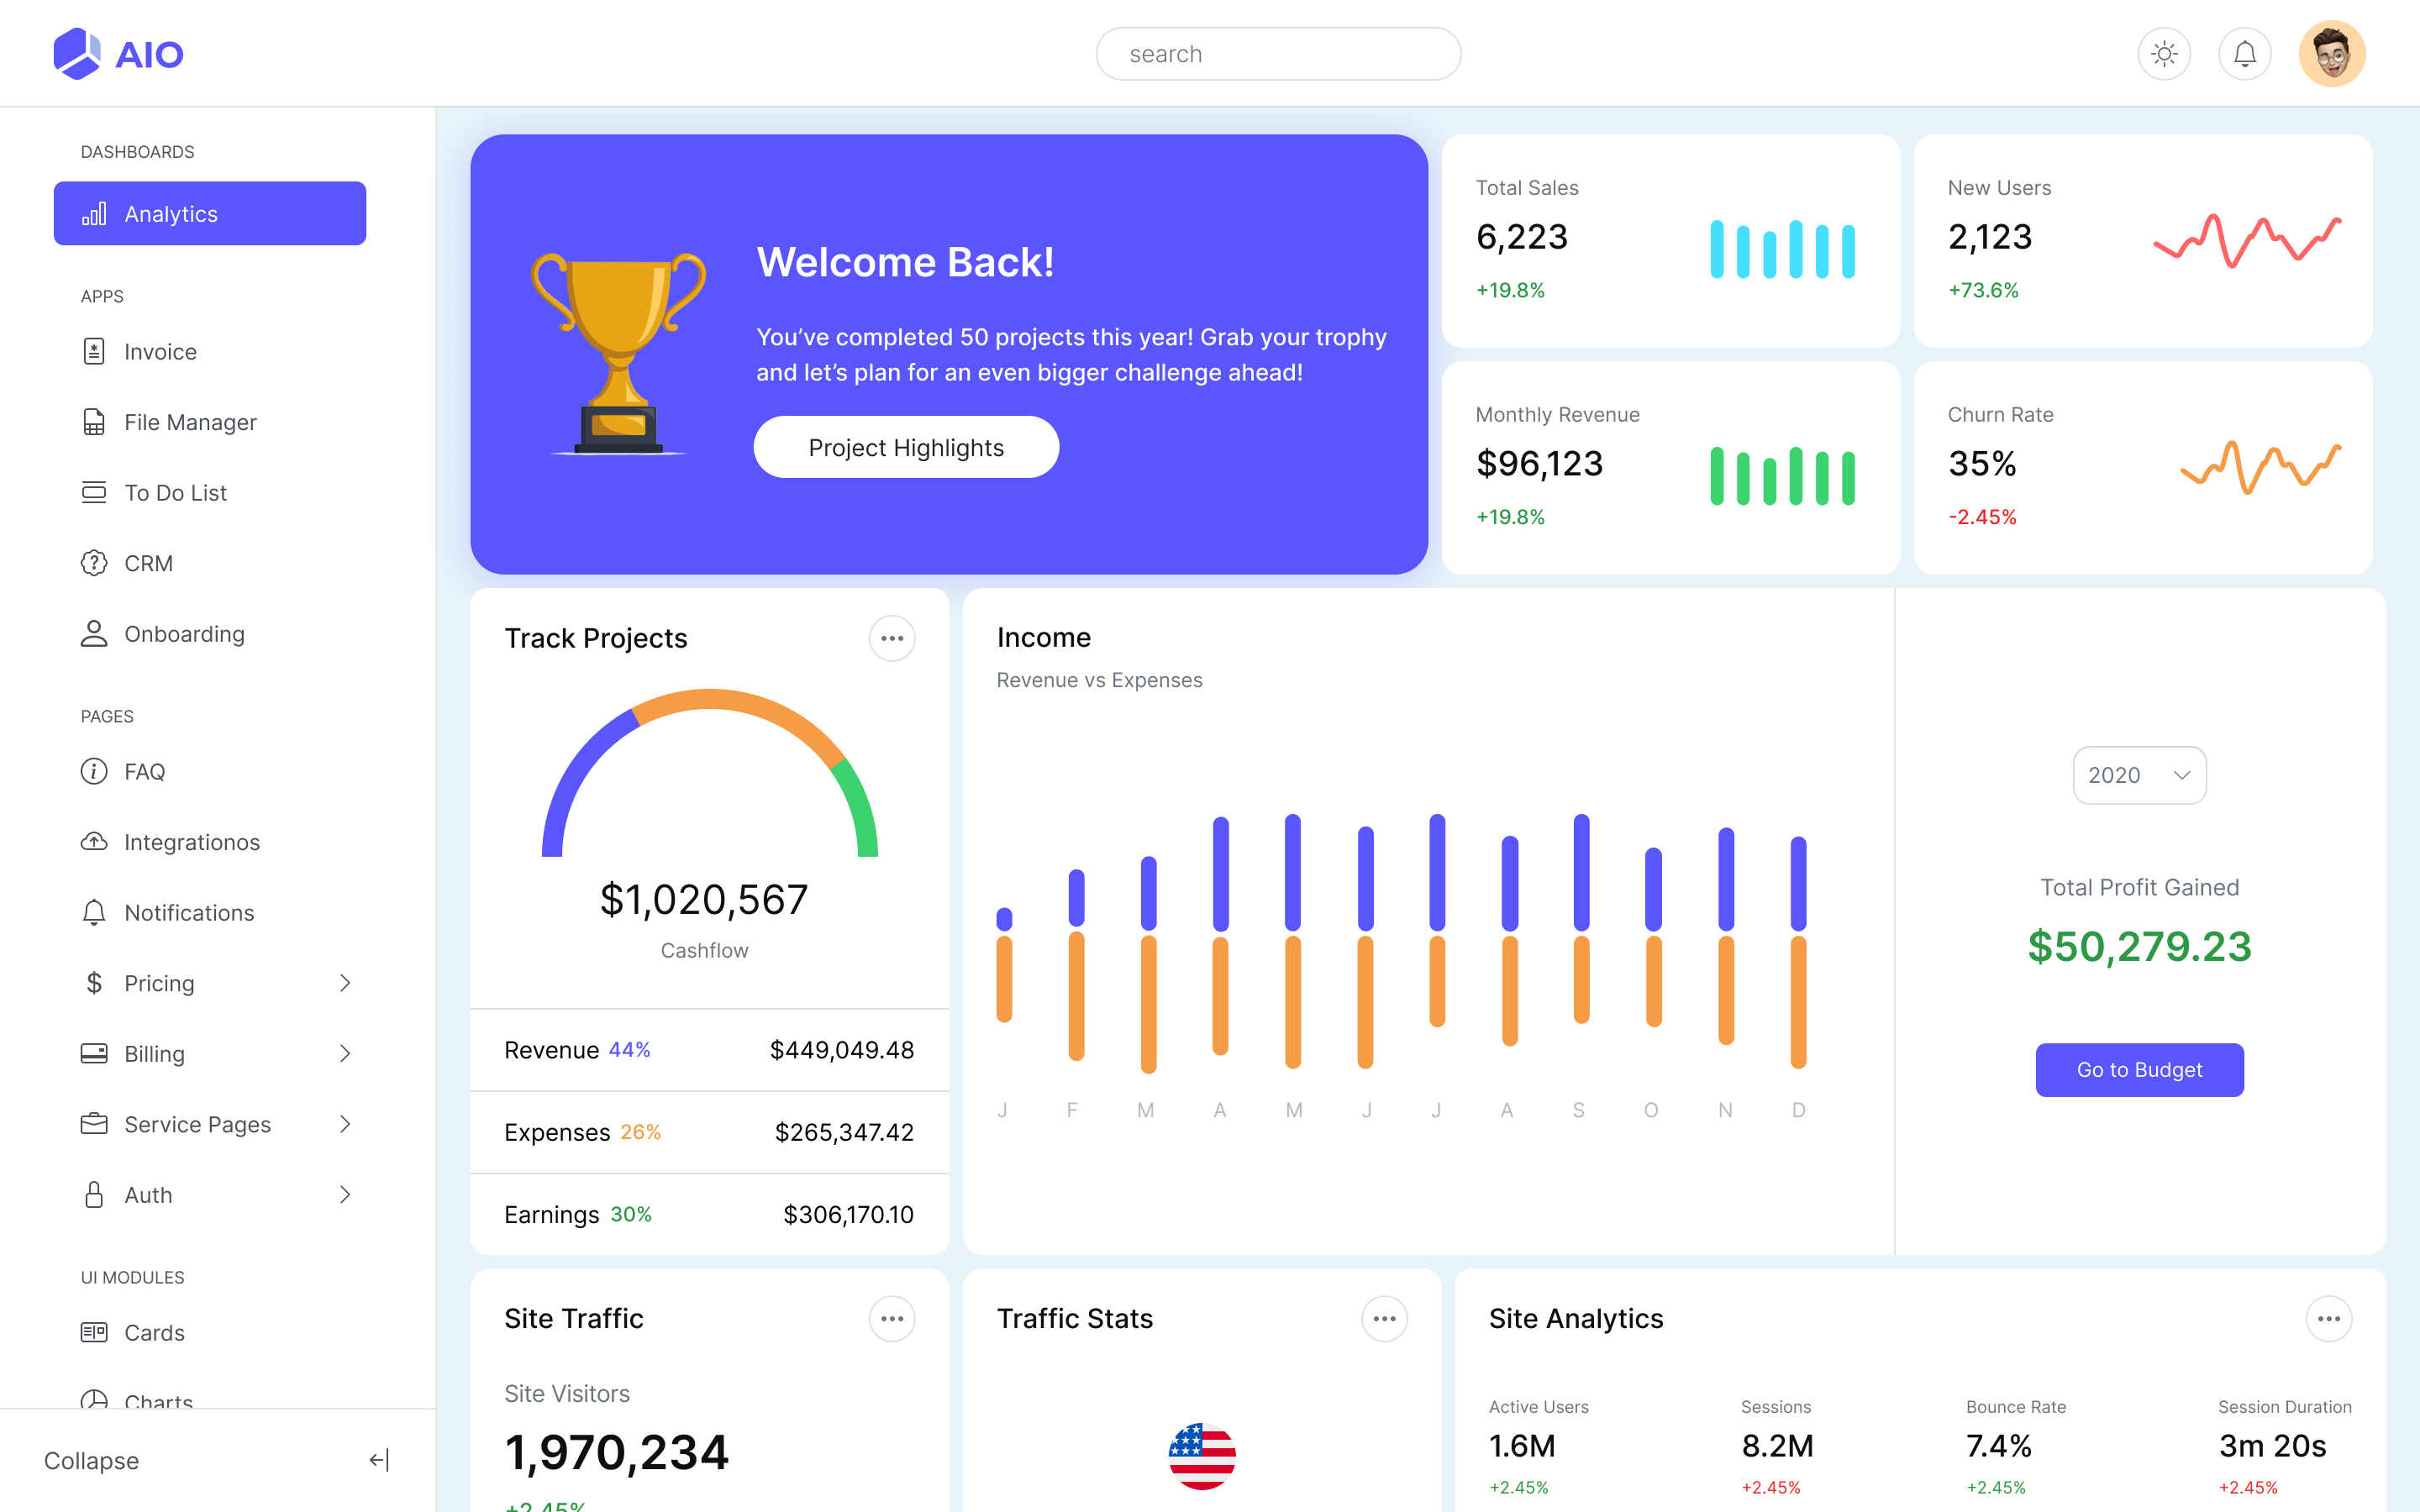 AIO
search
DASHBOARDS
Analytics
APPS
Invoice
File Manager
To Do List
CRM
Onboarding
PAGES
FAQ
Integrationos
Notifications
Pricing
Billing
Service Pages
Auth
UI MODULES
Cards
Charts
Collapse
Welcome Back!
You’ve completed 50 projects this year! Grab your trophy
and let’s plan for an even bigger challenge ahead!
Project Highlights
Total Sales
6,223
+19.8%
New Users
2,123
+73.6%
Monthly Revenue
$96,123
+19.8%
Churn Rate
35%
-2.45%
Track Projects
$1,020,567
Cashflow
Revenue 44% $449,049.48
Expenses 26% $265,347.42
Earnings 30% $306,170.10
Income
Revenue vs Expenses
J F M A M J J A S O N D
2020
Total Profit Gained
$50,279.23
Go to Budget
Site Traffic
Site Visitors
1,970,234
+2.45%
Traffic Stats
Site Analytics
Active Users Sessions Bounce Rate Session Duration
1.6M 8.2M 7.4% 3m 20s
+2.45% +2.45% +2.45% +2.45%